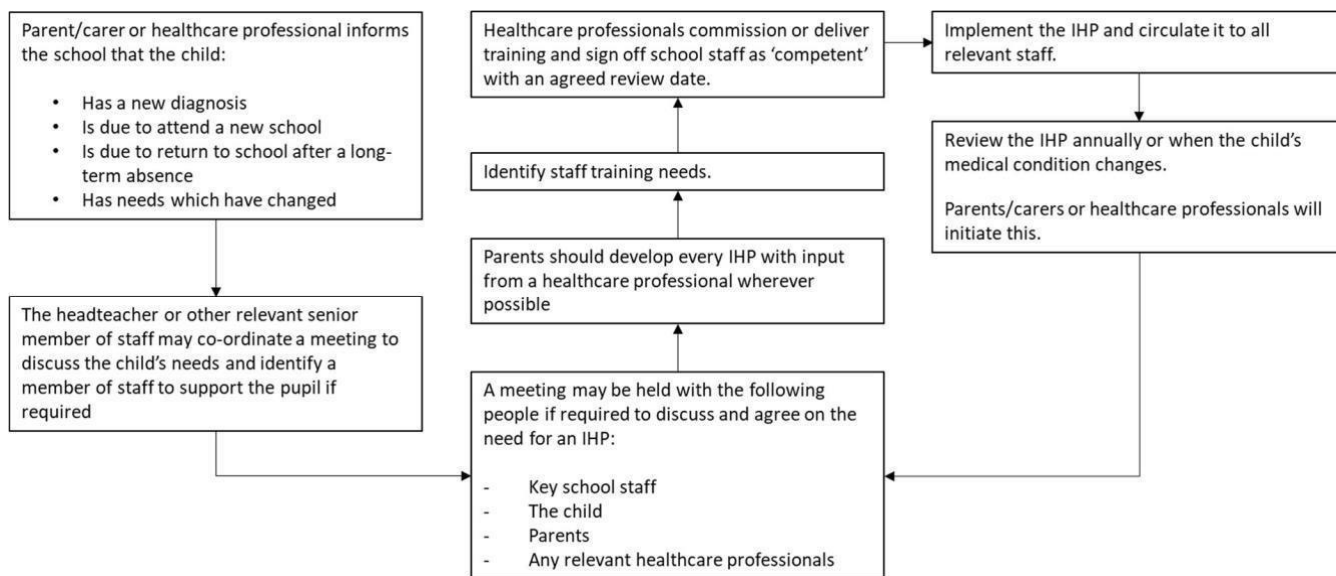 Parent/carer or healthcare professional informs
the school that the child:
• Has a new diagnosis
• Is due to attend a new school
• Is due to return to school after a long-
term absence
• Has needs which have changed
The headteacher or other relevant senior
member of staff may co-ordinate a meeting to
discuss the child’s needs and identify a
member of staff to support the pupil if
required
A meeting may be held with the following
people if required to discuss and agree on the
need for an IHP:
- Key school staff
- The child
- Parents
- Any relevant healthcare professionals
Parents should develop every IHP with input
from a healthcare professional wherever
possible
Identify staff training needs.
Healthcare professionals commission or deliver
training and sign off school staff as ‘competent’
with an agreed review date.
Implement the IHP and circulate it to all
relevant staff.
Review the IHP annually or when the child’s
medical condition changes.
Parents/carers or healthcare professionals will
initiate this.